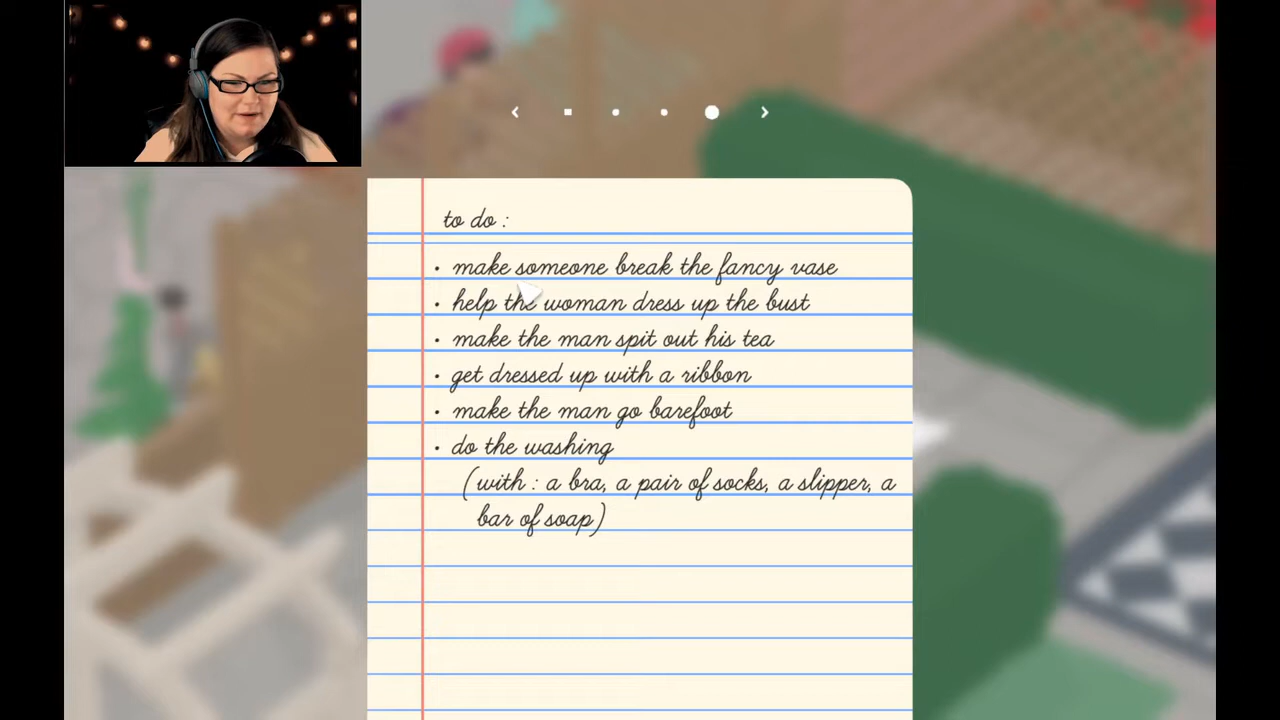 to do :
• make someone break the fancy vase
• help the woman dress up the bust
• make the man spit out his tea
• get dressed up with a ribbon
• make the man go barefoot
• do the washing
(with : a bra, a pair of socks, a slipper, a
bar of soap)